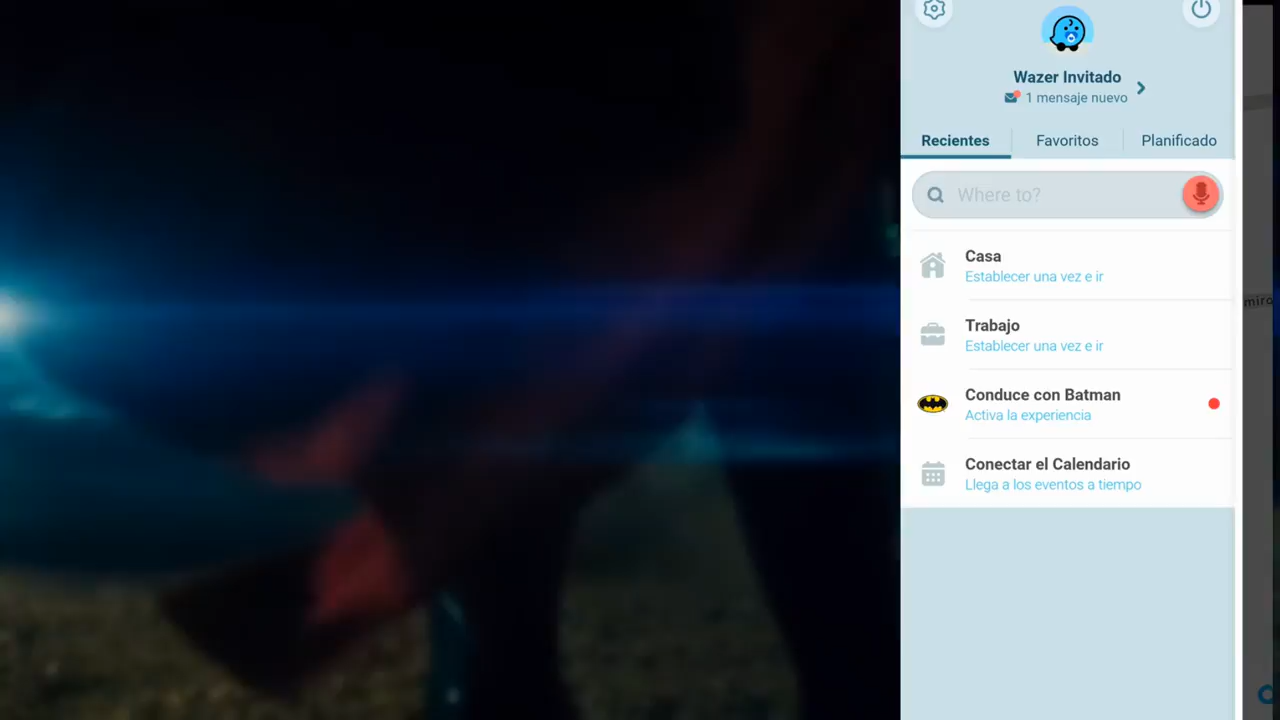 Wazer Invitado
1 mensaje nuevo
Recientes
Favoritos
Planificado
Where to?
Casa
Establecer una vez e ir
Trabajo
Establecer una vez e ir
Conduce con Batman
Activa la experiencia
Conectar el Calendario
Llega a los eventos a tiempo